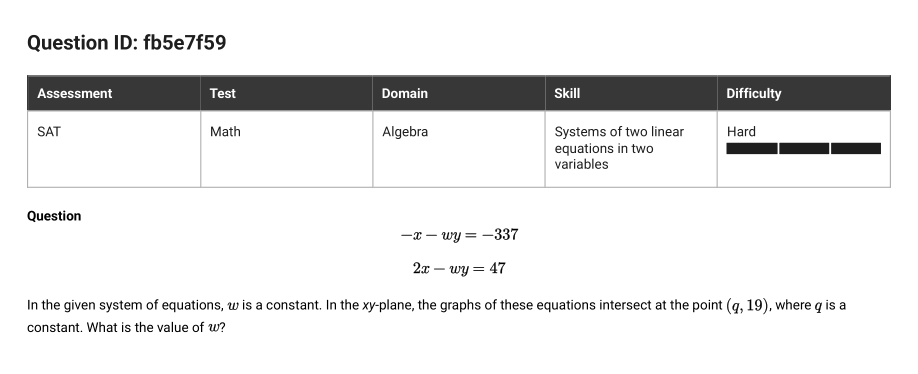 Question ID: fb5e7f59
Assessment Test Domain Skill Difficulty
SAT Math Algebra Systems of two linear equations in two variables Hard
Question
−x − wy = −337
2x − wy = 47
In the given system of equations, w is a constant. In the xy-plane, the graphs of these equations intersect at the point (q, 19), where q is a
constant. What is the value of w?